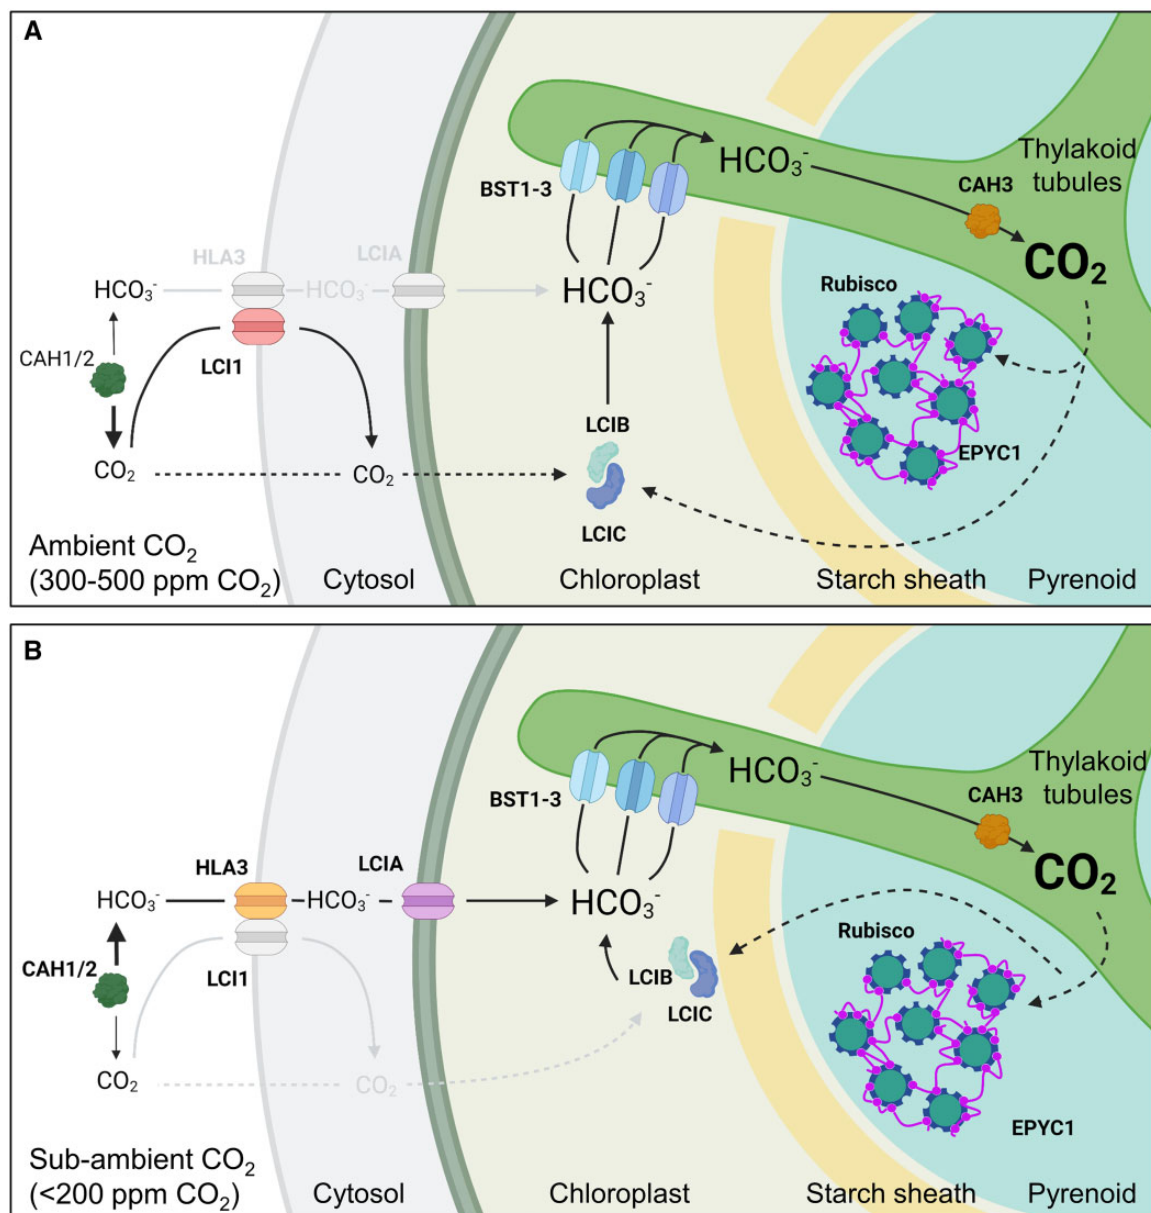 A
Thylakoid
tubules
HCO₃⁻
CAH3
BST1-3
CO₂
HLA3
LCIA
HCO₃⁻
HCO₃⁻
HCO₃⁻
Rubisco
CAH1/2
LCI1
LCIB
EPYC1
CO₂
CO₂
LCIC
Ambient CO₂
(300-500 ppm CO₂)
Cytosol
Chloroplast
Starch sheath
Pyrenoid
B
Thylakoid
tubules
HCO₃⁻
CAH3
BST1-3
CO₂
HLA3
LCIA
HCO₃⁻
HCO₃⁻
HCO₃⁻
Rubisco
CAH1/2
LCI1
LCIB
LCIC
CO₂
CO₂
EPYC1
Sub-ambient CO₂
(<200 ppm CO₂)
Cytosol
Chloroplast
Starch sheath
Pyrenoid